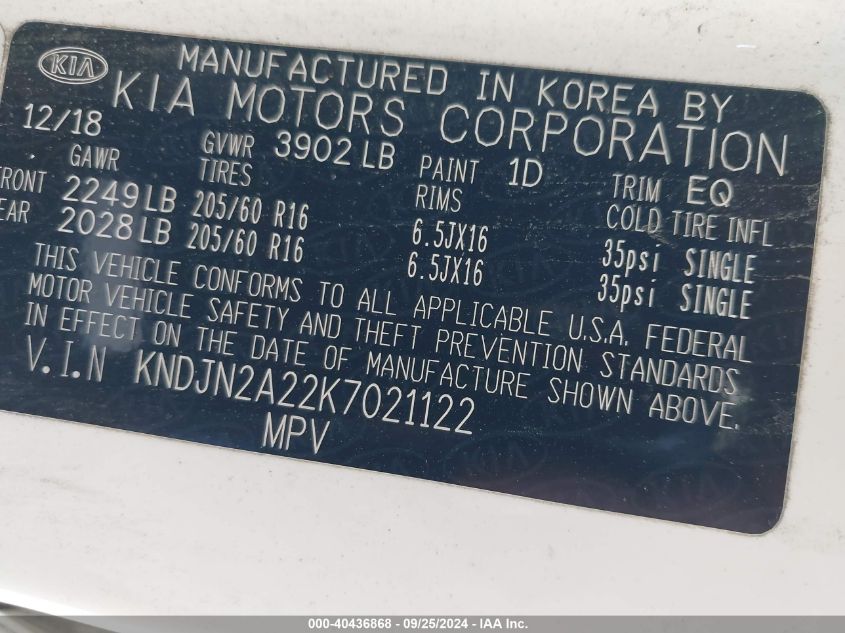 KIA
MANUFACTURED IN KOREA BY
KIA MOTORS CORPORATION
12/18 GVWR 3902 LB PAINT 1D TRIM EQ
GAWR TIRES RIMS COLD TIRE INFL
FRONT 2249 LB 205/60 R16 6.5JX16 35psi SINGLE
REAR 2028 LB 205/60 R16 6.5JX16 35psi SINGLE
THIS VEHICLE CONFORMS TO ALL APPLICABLE U.S.A. FEDERAL
MOTOR VEHICLE SAFETY AND THEFT PREVENTION STANDARDS
IN EFFECT ON THE DATE OF MANUFACTURE SHOWN ABOVE.
V.I.N KNDJN2A22K7021122
MPV
000-40436868 - 09/25/2024 - IAA Inc.